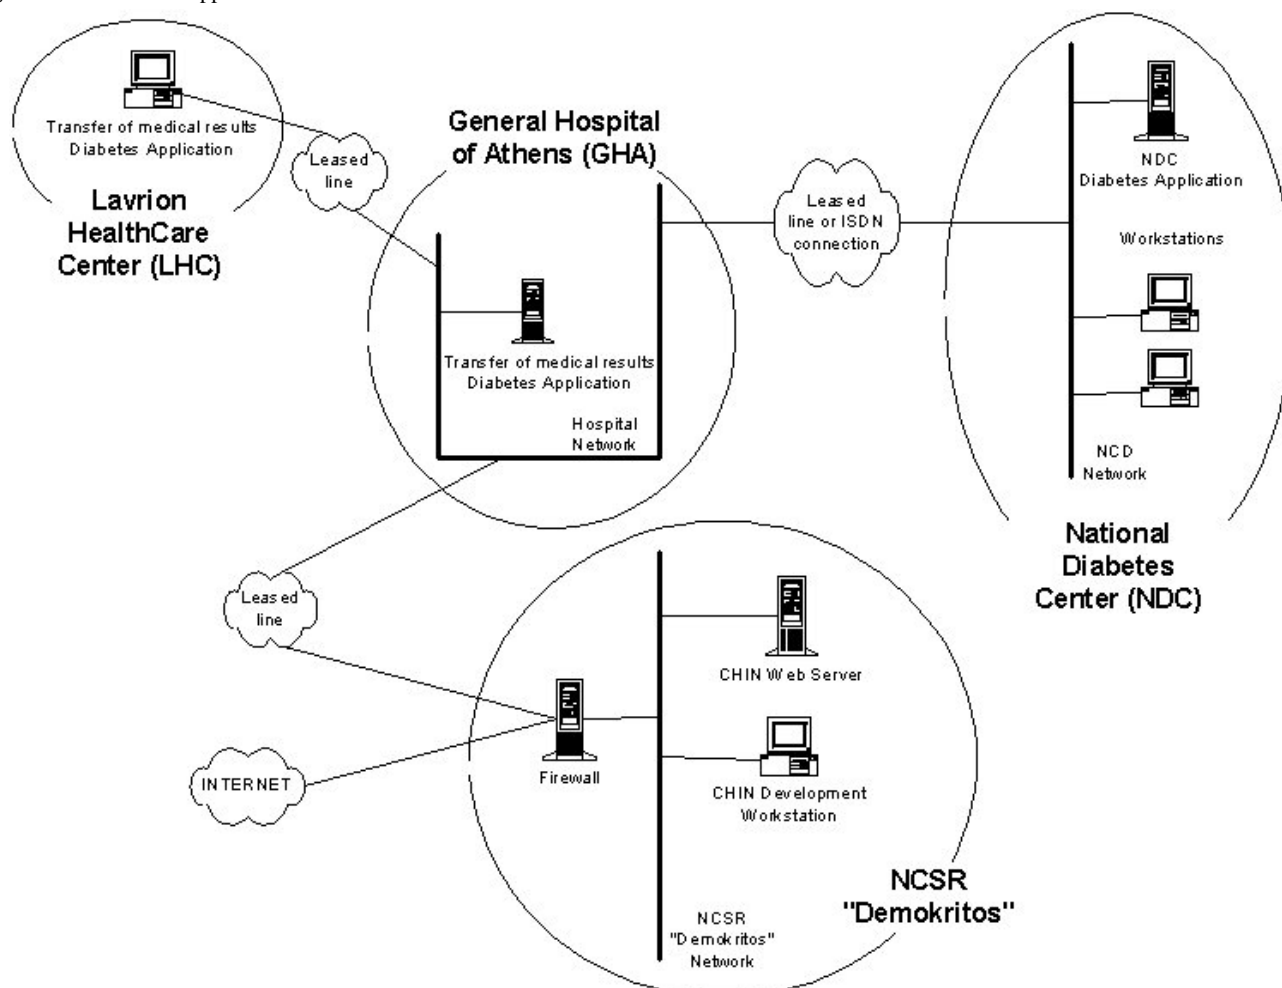 Transfer of medical results
Diabetes Application
Lavrion
HealthCare
Center (LHC)
Leased
line
General Hospital
of Athens (GHA)
Transfer of medical results
Diabetes Application
Hospital
Network
Leased
line or ISDN
connection
NDC
Diabetes Application
Workstations
NCD
Network
National
Diabetes
Center (NDC)
Leased
line
INTERNET
Firewall
CHIN Web Server
CHIN Development
Workstation
NCSR
"Demokritos"
Network
NCSR
"Demokritos"